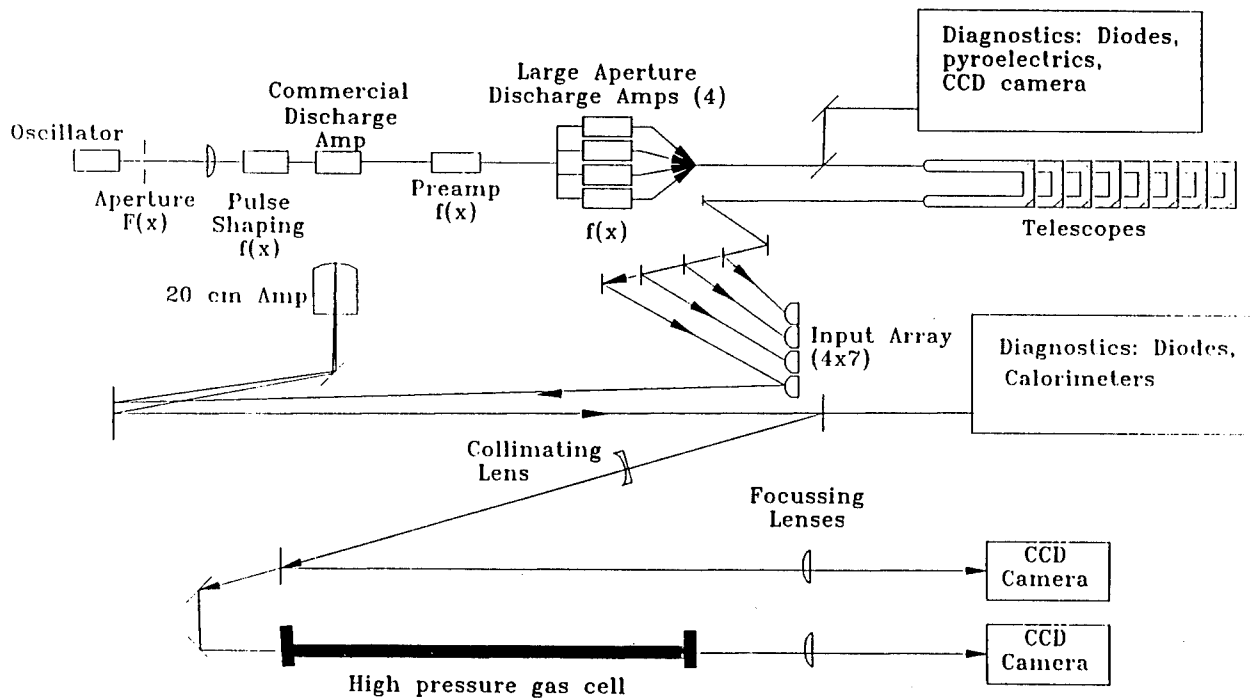 Diagnostics: Diodes,
pyroelectrics,
CCD camera
Large Aperture
Discharge Amps (4)
Commercial
Discharge
Amp
Oscillator
Aperture
F(x)
Pulse
Shaping
f(x)
Preamp
f(x)
f(x)
Telescopes
20 cm Amp
Input Array
(4x7)
Diagnostics: Diodes,
Calorimeters
Collimating
Lens
Focussing
Lenses
CCD
Camera
CCD
Camera
High pressure gas cell